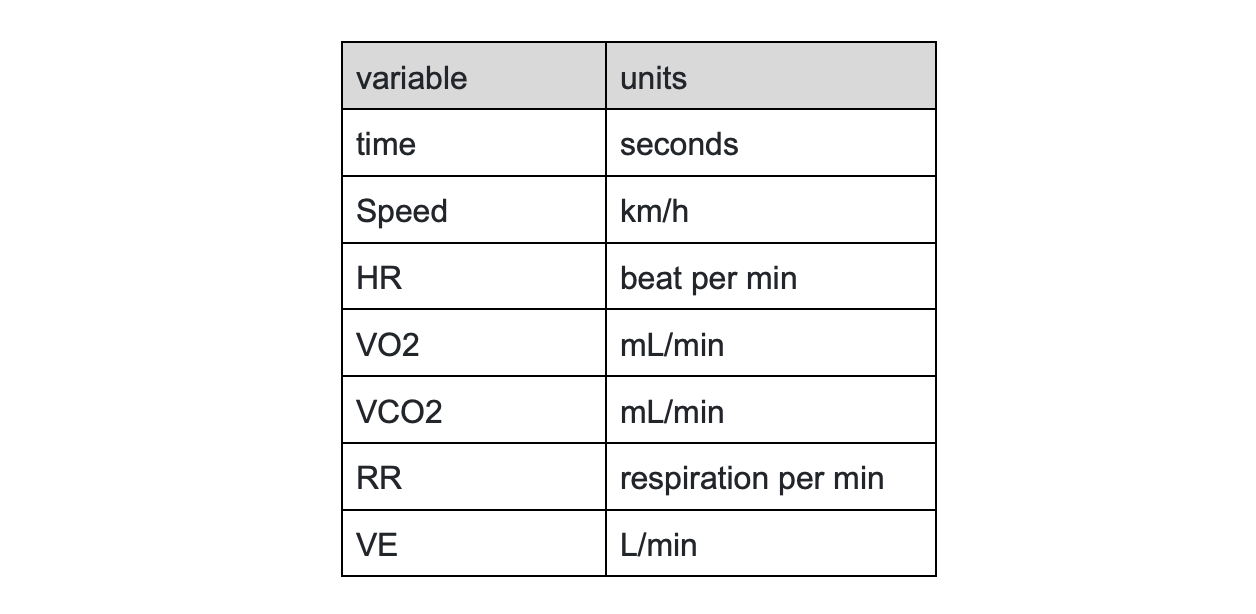 variable units
time seconds
Speed km/h
HR beat per min
VO2 mL/min
VCO2 mL/min
RR respiration per min
VE L/min